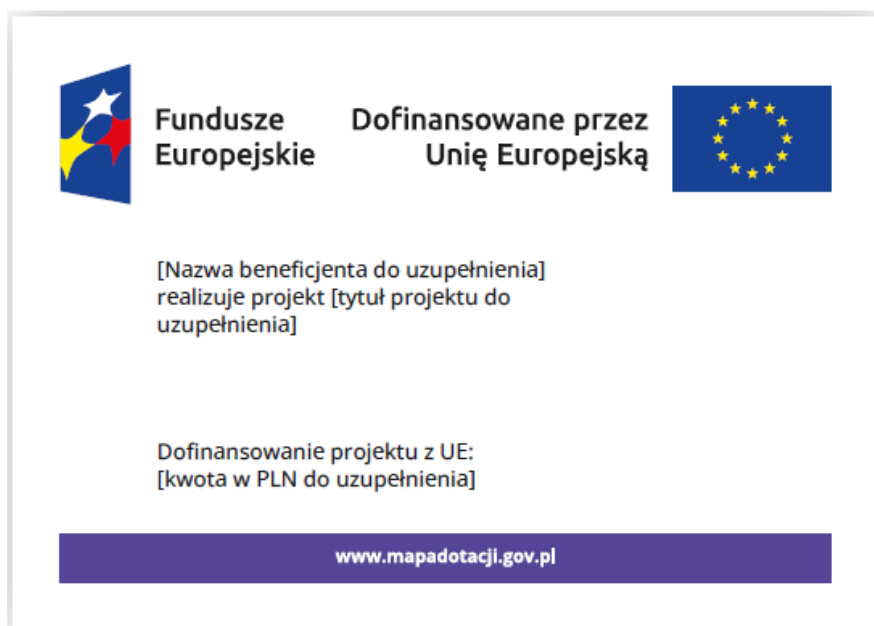 Fundusze
Europejskie
Dofinansowane przez
Unię Europejską
[Nazwa beneficjenta do uzupełnienia]
realizuje projekt [tytuł projektu do
uzupełnienia]
Dofinansowanie projektu z UE:
[kwota w PLN do uzupełnienia]
www.mapadotacji.gov.pl